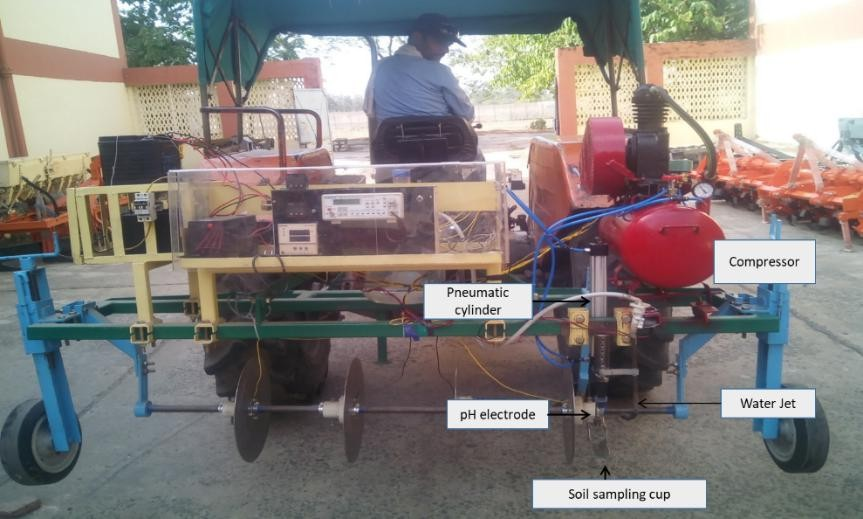 Compressor
Pneumatic
cylinder
pH electrode
Water Jet
Soil sampling cup